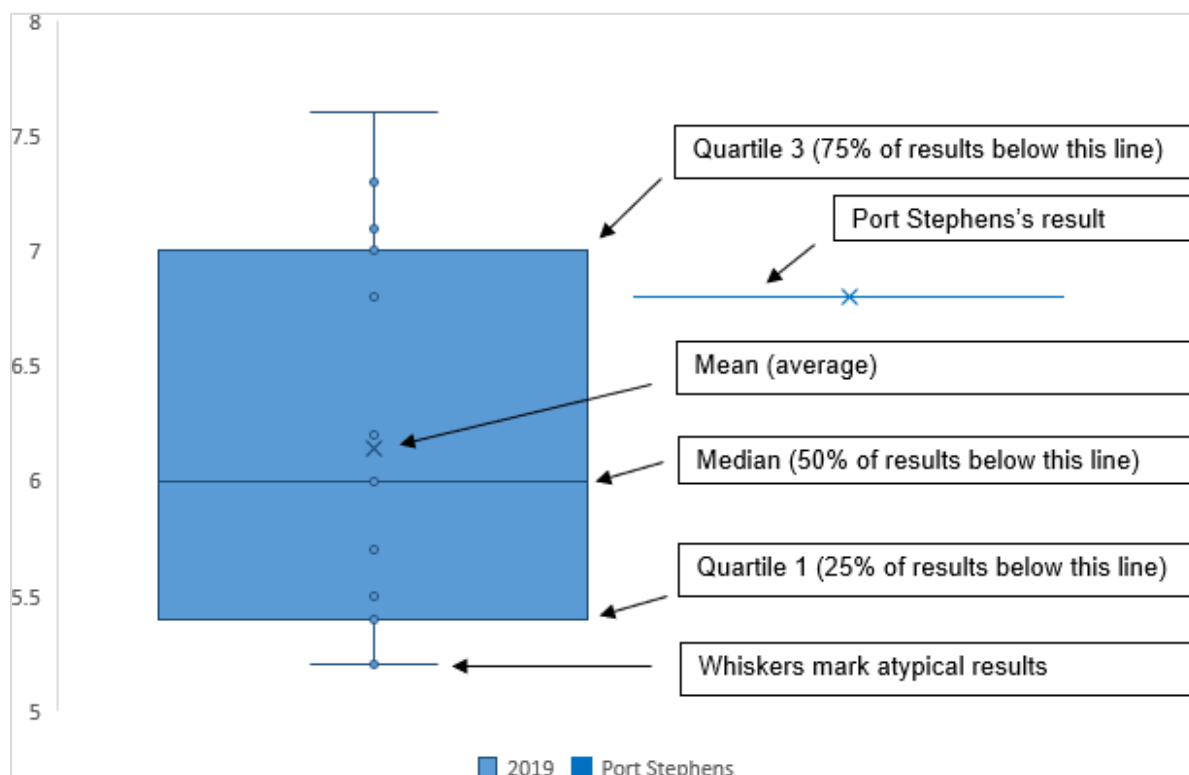 8
7.5
Quartile 3 (75% of results below this line)
Port Stephens's result
7
6.5
Mean (average)
Median (50% of results below this line)
6
Quartile 1 (25% of results below this line)
5.5
Whiskers mark atypical results
5
2019 Port Stephens